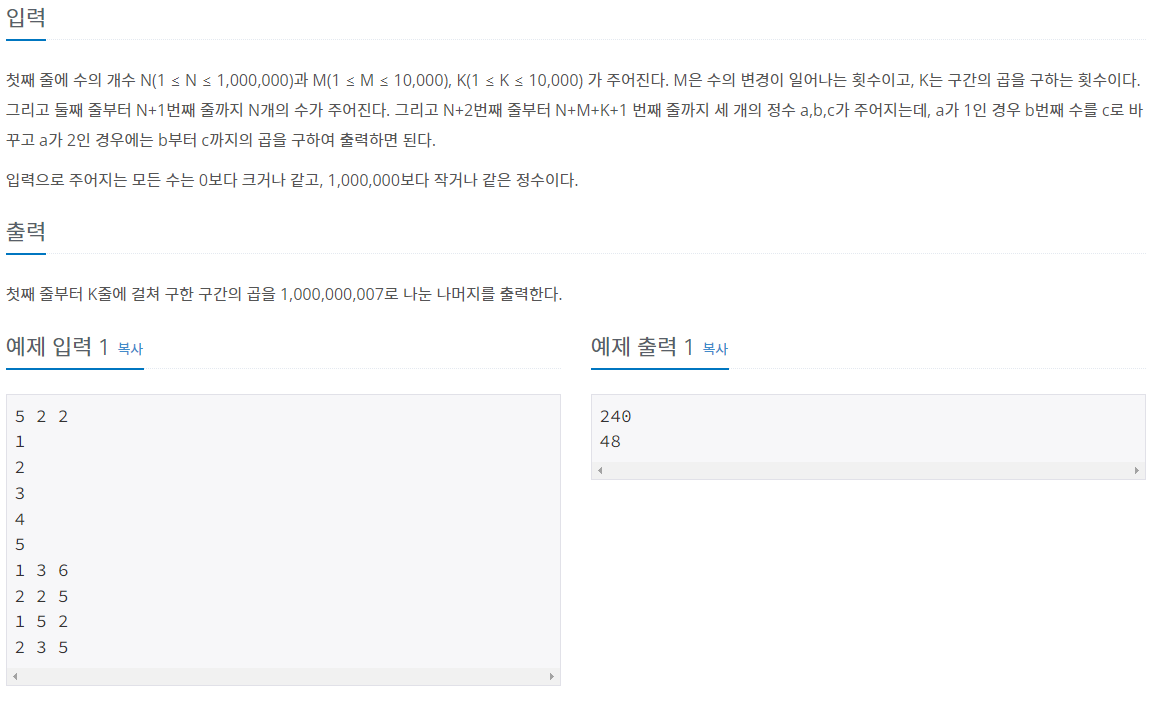 입력
첫째 줄에 수의 개수 N(1 ≤ N ≤ 1,000,000)과 M(1 ≤ M ≤ 10,000), K(1 ≤ K ≤ 10,000) 가 주어진다. M은 수의 변경이 일어나는 횟수이고, K는 구간의 곱을 구하는 횟수이다.
그리고 둘째 줄부터 N+1번째 줄까지 N개의 수가 주어진다. 그리고 N+2번째 줄부터 N+M+K+1 번째 줄까지 세 개의 정수 a,b,c가 주어지는데, a가 1인 경우 b번째 수를 c로 바
꾸고 a가 2인 경우에는 b부터 c까지의 곱을 구하여 출력하면 된다.
입력으로 주어지는 모든 수는 0보다 크거나 같고, 1,000,000보다 작거나 같은 정수이다.
출력
첫째 줄부터 K줄에 걸쳐 구한 구간의 곱을 1,000,000,007로 나눈 나머지를 출력한다.
예제 입력 1 복사
5 2 2
1
2
3
4
5
1 3 6
2 2 5
1 5 2
2 3 5
예제 출력 1 복사
240
48